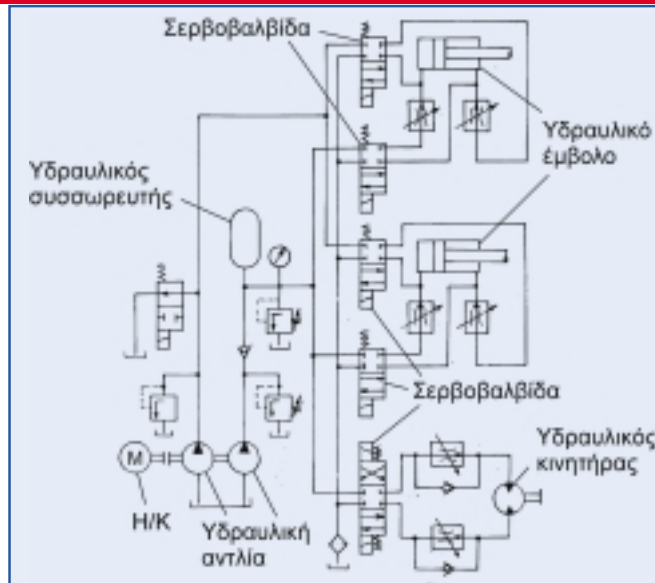 Σερβοβαλβίδα
Υδραυλικό
έμβολο
Υδραυλικός
συσσωρευτής
Σερβοβαλβίδα
Υδραυλικός
κινητήρας
M
Η/Κ
Υδραυλική
αντλία